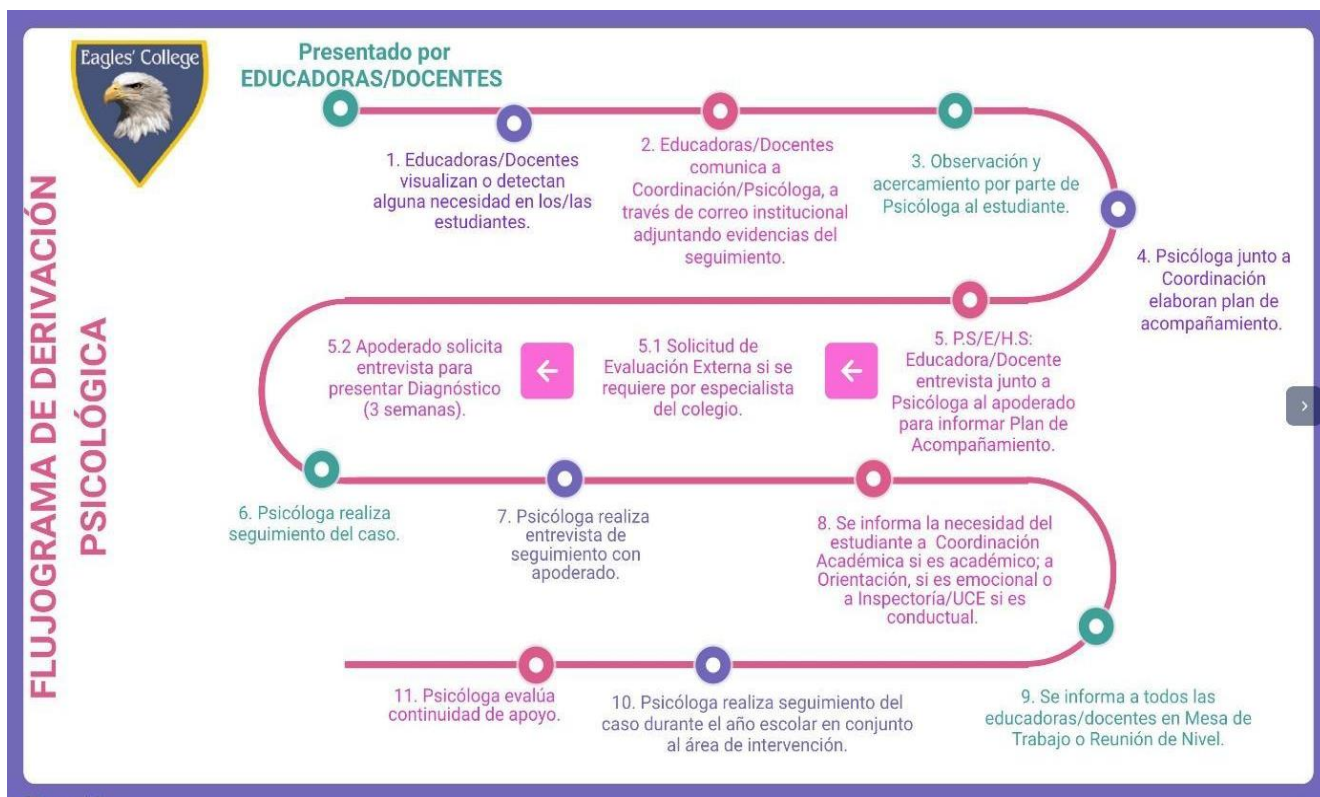 Eagles' College
Presentado por
EDUCADORAS/DOCENTES
FLUJOGRAMA DE DERIVACIÓN
PSICOLÓGICA
1. Educadoras/Docentes
visualizan o detectan
alguna necesidad en los/las
estudiantes.
2. Educadoras/Docentes
comunica a
Coordinación/Psicóloga, a
través de correo institucional
adjuntando evidencias del
seguimiento.
3. Observación y
acercamiento por parte de
Psicóloga al estudiante.
4. Psicóloga junto a
Coordinación
elaboran plan de
acompañamiento.
5. P.S/E/H.S:
Educadora/Docente
entrevista junto a
Psicóloga al apoderado
para informar Plan de
Acompañamiento.
5.1 Solicitud de
Evaluación Externa si se
requiere por especialista
del colegio.
5.2 Apoderado solicita
entrevista para
presentar Diagnóstico
(3 semanas).
6. Psicóloga realiza
seguimiento del caso.
7. Psicóloga realiza
entrevista de
seguimiento con
apoderado.
8. Se informa la necesidad del
estudiante a Coordinación
Académica si es académico; a
Orientación, si es emocional o
a Inspectoría/UCE si es
conductual.
9. Se informa a todos las
educadoras/docentes en Mesa de
Trabajo o Reunión de Nivel.
10. Psicóloga realiza seguimiento del
caso durante el año escolar en conjunto
al área de intervención.
11. Psicóloga evalúa
continuidad de apoyo.